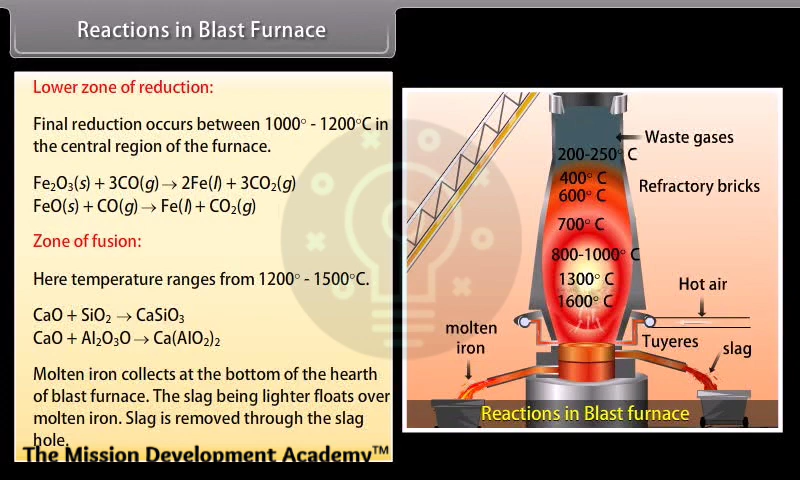 Reactions in Blast Furnace
Lower zone of reduction:
Final reduction occurs between 1000° - 1200°C in
the central region of the furnace.
Fe₂O₃(s) + 3CO(g) → 2Fe(l) + 3CO₂(g)
FeO(s) + CO(g) → Fe(l) + CO₂(g)
Zone of fusion:
Here temperature ranges from 1200° - 1500°C.
CaO + SiO₂ → CaSiO₃
CaO + Al₂O₃O → Ca(AlO₂)₂
Molten iron collects at the bottom of the hearth
of blast furnace. The slag being lighter floats over
molten iron. Slag is removed through the slag
hole.
The Mission Development Academy™
Waste gases
200-250° C
400° C
Refractory bricks
600° C
700° C
800-1000° C
1300° C
Hot air
1600° C
molten
iron
Tuyeres
slag
Reactions in Blast furnace